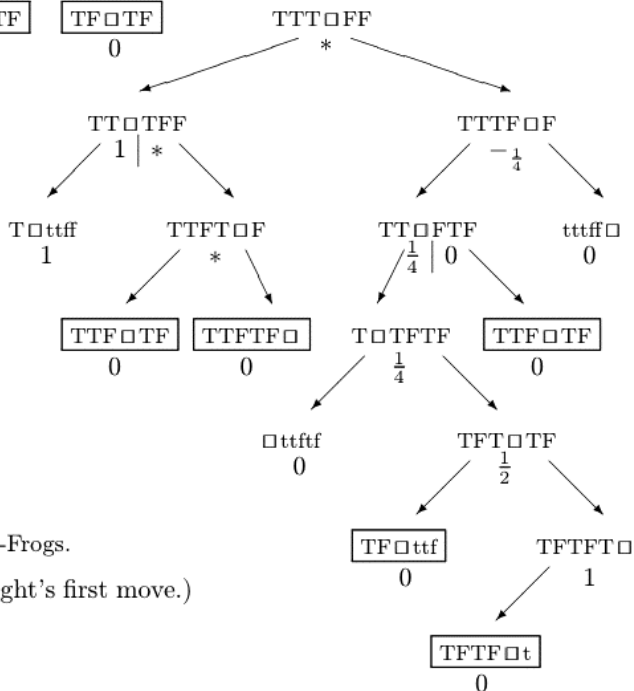 TF TF□TF TTT□FF
0 *
TT□TFF TTTF□F
1 | * −¼
T□ttff TTFT□F TT□FTF tttff□
1 * ¼ | 0 0
TTF□TF TTFTF□ T□TFTF TTF□TF
0 0 ¼ 0
□ttftf TFT□TF
0 ½
TF□ttf TFTFT□
-Frogs.
0 1
ght’s first move.)
TFTF□t
0